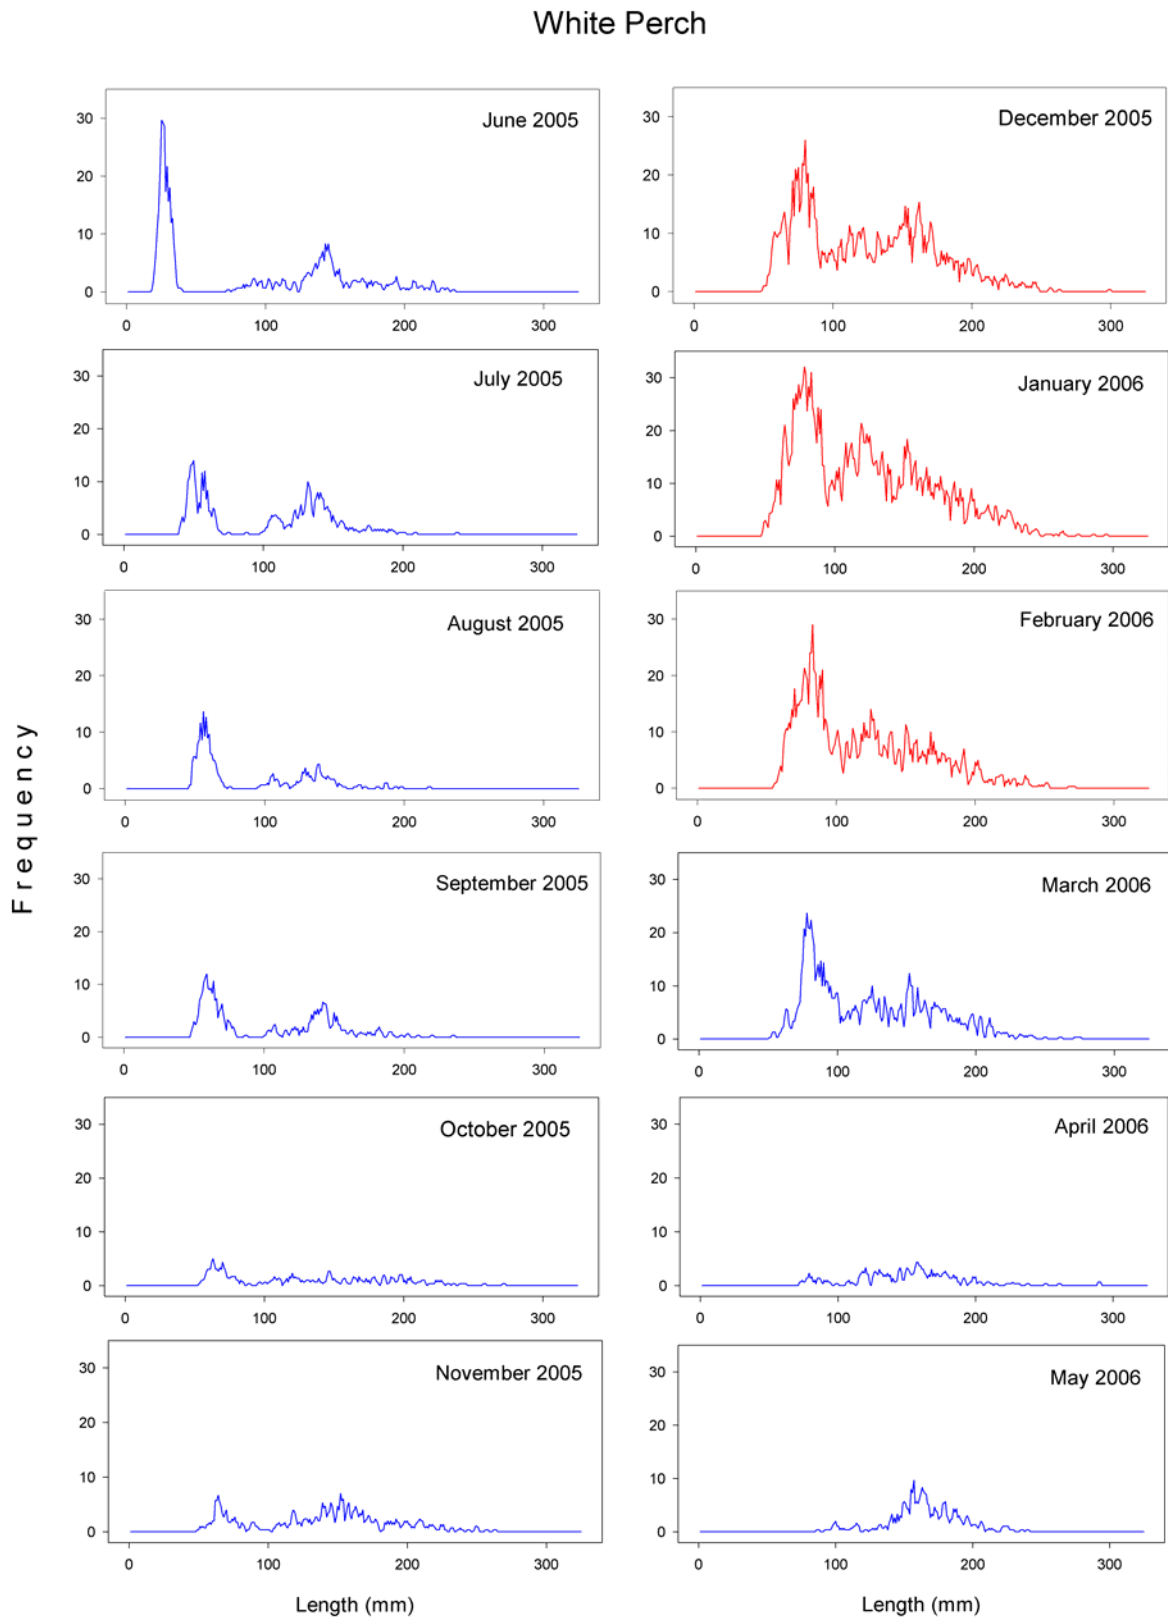 White Perch
Frequency
June 2005
30
20
10
0
0 100 200 300
July 2005
30
20
10
0
0 100 200 300
August 2005
30
20
10
0
0 100 200 300
September 2005
30
20
10
0
0 100 200 300
October 2005
30
20
10
0
0 100 200 300
November 2005
30
20
10
0
0 100 200 300
Length (mm)
December 2005
30
20
10
0
0 100 200 300
January 2006
30
20
10
0
0 100 200 300
February 2006
30
20
10
0
0 100 200 300
March 2006
30
20
10
0
0 100 200 300
April 2006
30
20
10
0
0 100 200 300
May 2006
30
20
10
0
0 100 200 300
Length (mm)